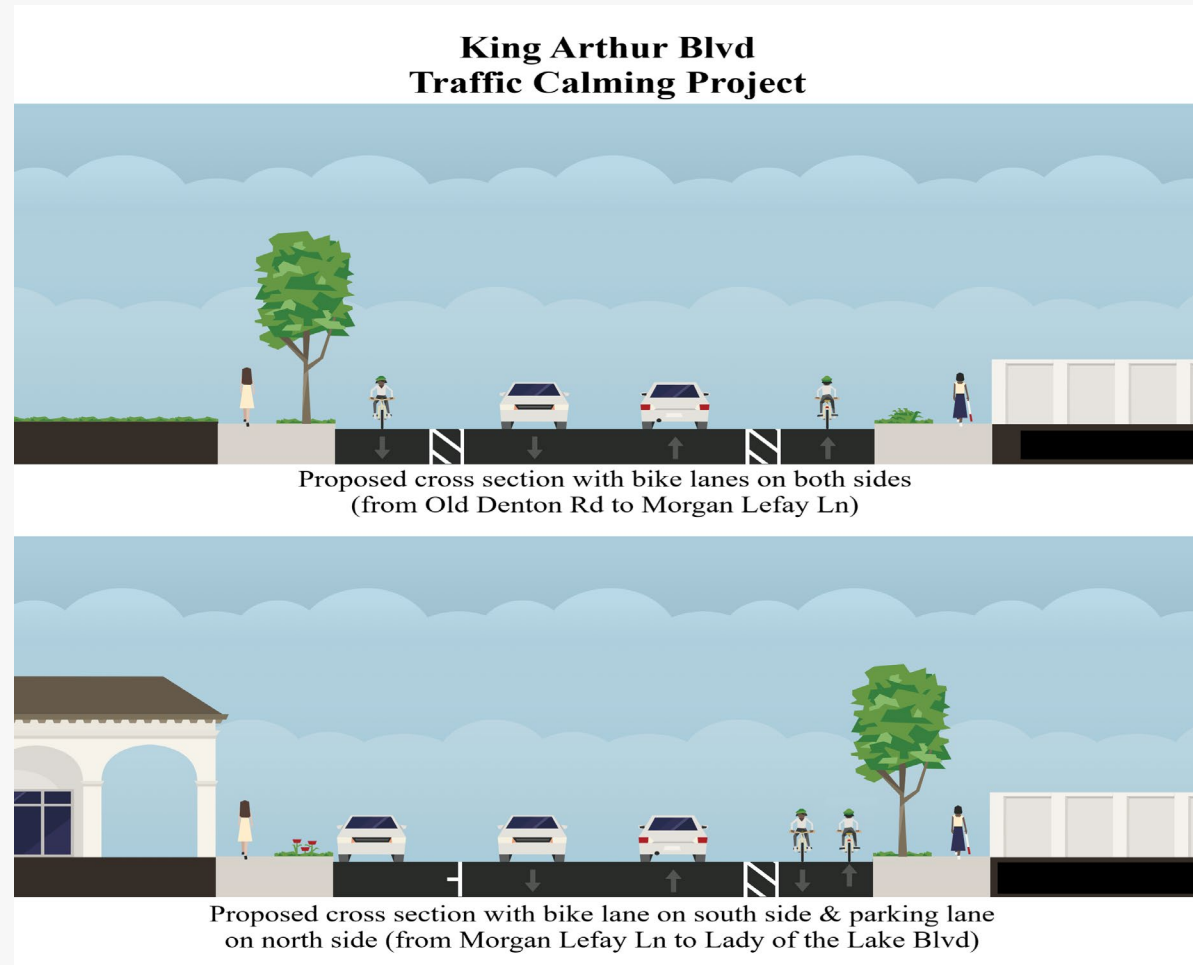 King Arthur Blvd
Traffic Calming Project
Proposed cross section with bike lanes on both sides
(from Old Denton Rd to Morgan Lefay Ln)
Proposed cross section with bike lane on south side & parking lane
on north side (from Morgan Lefay Ln to Lady of the Lake Blvd)